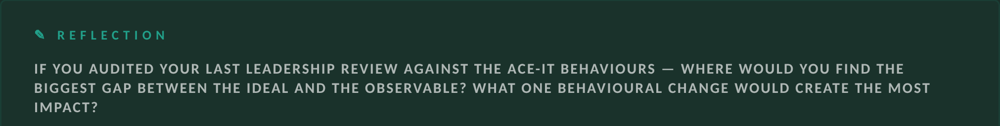 ✎ REFLECTION
IF YOU AUDITED YOUR LAST LEADERSHIP REVIEW AGAINST THE ACE-IT BEHAVIOURS — WHERE WOULD YOU FIND THE
BIGGEST GAP BETWEEN THE IDEAL AND THE OBSERVABLE? WHAT ONE BEHAVIOURAL CHANGE WOULD CREATE THE MOST
IMPACT?